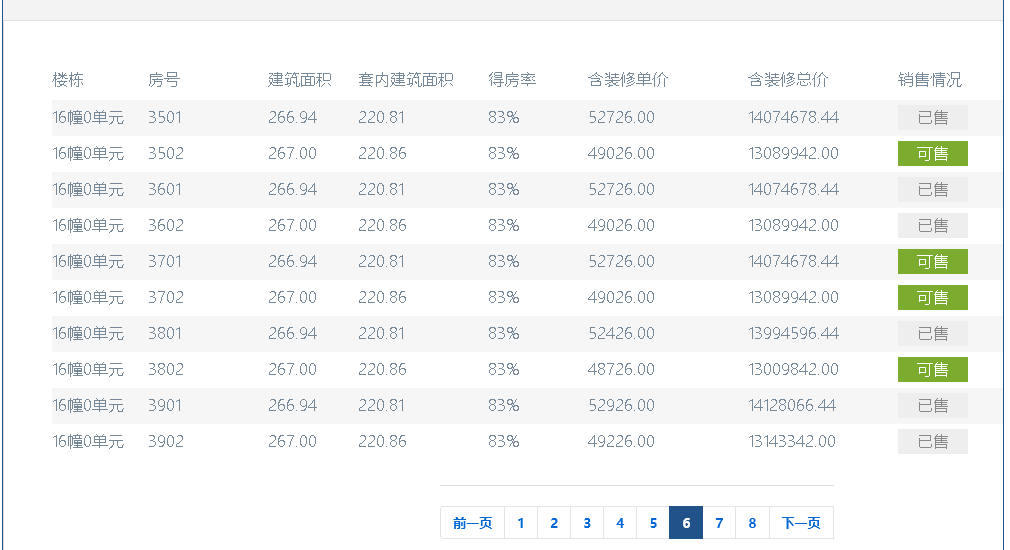 楼栋 房号 建筑面积 套内建筑面积 得房率 含装修单价 含装修总价 销售情况
16幢0单元 3501 266.94 220.81 83% 52726.00 14074678.44 已售
16幢0单元 3502 267.00 220.86 83% 49026.00 13089942.00 可售
16幢0单元 3601 266.94 220.81 83% 52726.00 14074678.44 已售
16幢0单元 3602 267.00 220.86 83% 49026.00 13089942.00 已售
16幢0单元 3701 266.94 220.81 83% 52726.00 14074678.44 可售
16幢0单元 3702 267.00 220.86 83% 49026.00 13089942.00 可售
16幢0单元 3801 266.94 220.81 83% 52426.00 13994596.44 已售
16幢0单元 3802 267.00 220.86 83% 48726.00 13009842.00 可售
16幢0单元 3901 266.94 220.81 83% 52926.00 14128066.44 已售
16幢0单元 3902 267.00 220.86 83% 49226.00 13143342.00 已售
前一页 1 2 3 4 5 6 7 8 下一页